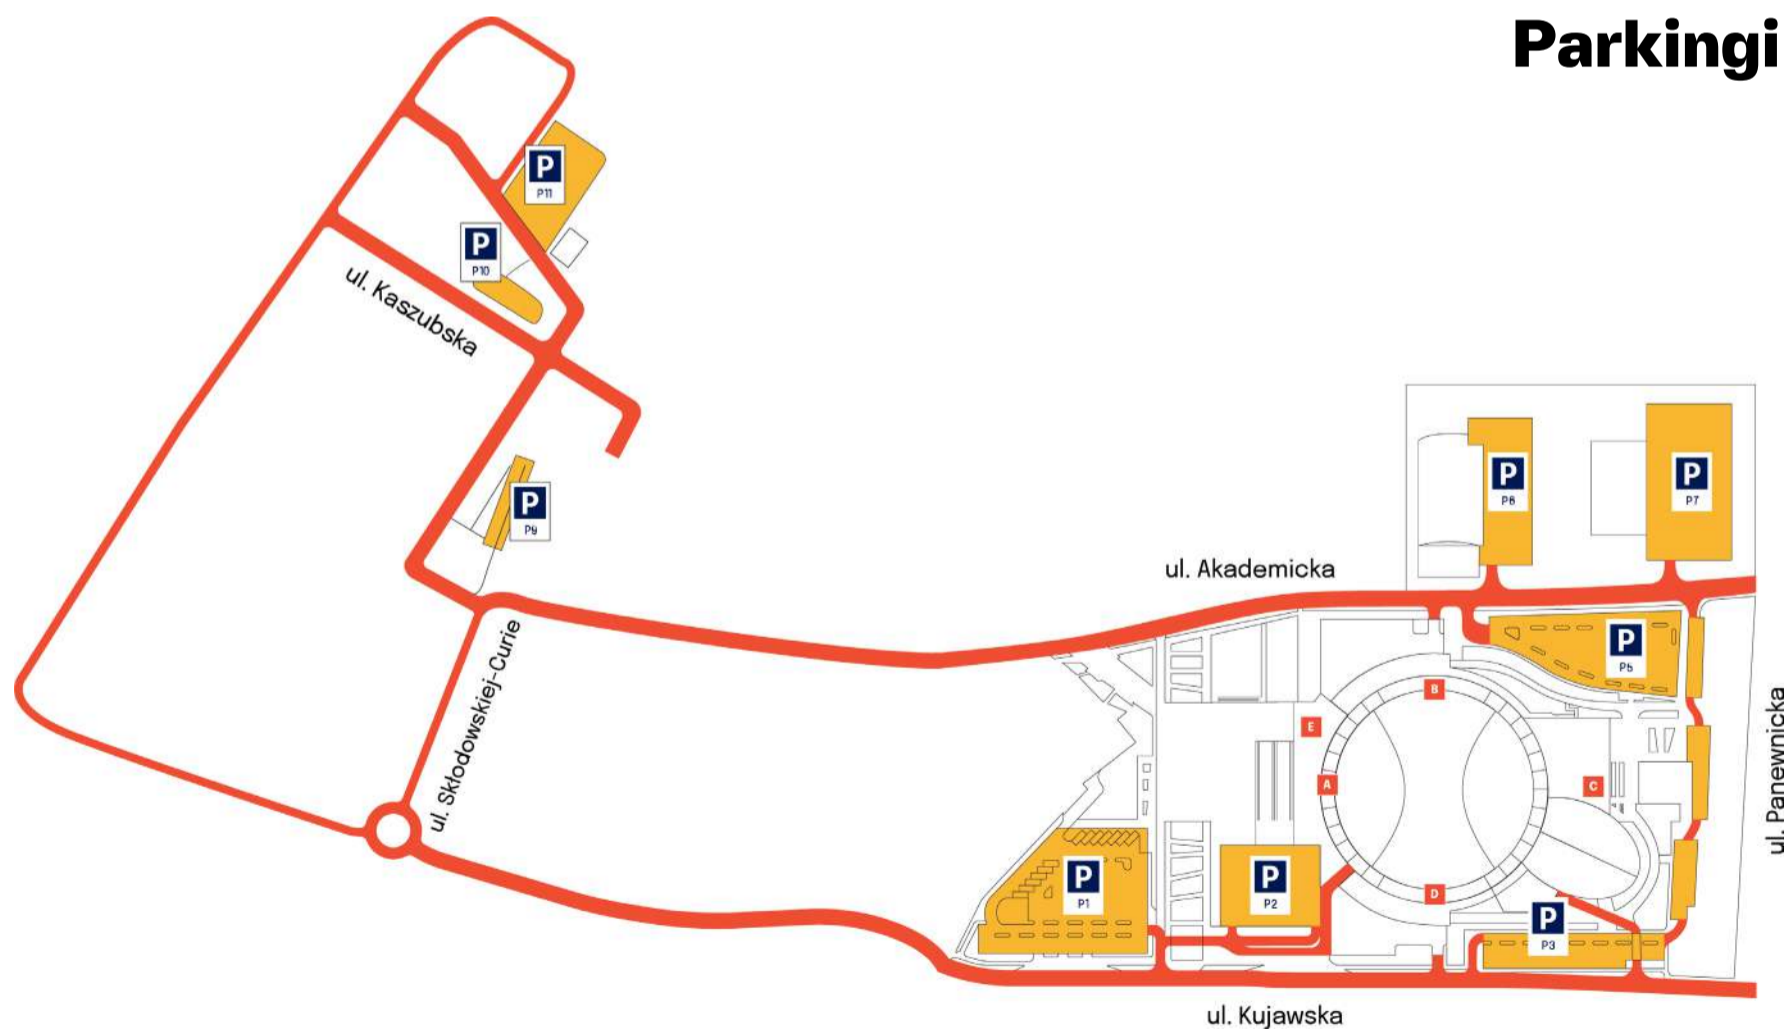 Parkingi
P
P11
P
P10
ul. Kaszubska
P
P9
ul. Skłodowskiej-Curie
ul. Akademicka
P
P6
P
P7
P
P5
ul. Panewnicka
B
E
A
C
D
P
P1
P
P2
P
P3
ul. Kujawska